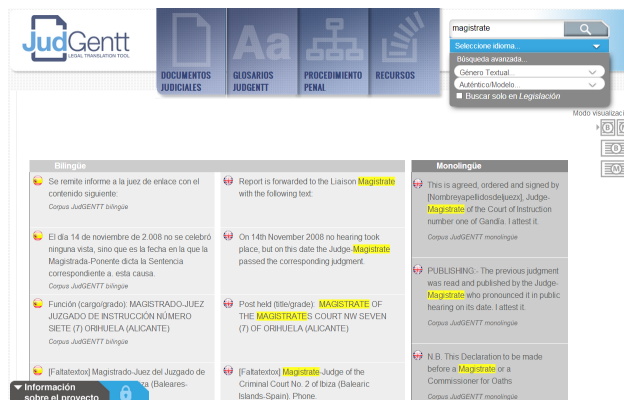 JudGentt
LEGAL TRANSLATION TOOL
DOCUMENTOS
JUDICIALES
Aa
GLOSARIOS
JUDGENTT
PROCEDIMIENTO
PENAL
RECURSOS
magistrate
Seleccione idioma...
Búsqueda avanzada...
Género Textual...
Auténtico/Modelo...
Buscar solo en Legislación
Modo visualizaci
B
B
M
Bilingüe
Se remite informe a la juez de enlace con el
contenido siguiente:
Corpus JudGENTT bilingüe
Report is forwarded to the Liaison Magistrate
with the following text:
El día 14 de noviembre de 2.008 no se celebró
ninguna vista, sino que es la fecha en la que la
Magistrada-Ponente dicta la Sentencia
correspondiente a. esta causa.
Corpus JudGENTT bilingüe
On 14th November 2008 no hearing took
place, but on this date the Judge-Magistrate
passed the corresponding judgment.
Función (cargo/grado): MAGISTRADO-JUEZ
JUZGADO DE INSTRUCCIÓN NÚMERO
SIETE (7) ORIHUELA (ALICANTE)
Corpus JudGENTT bilingüe
Post held (title/grade): MAGISTRATE OF
THE MAGISTRATES COURT NW SEVEN
(7) OF ORIHUELA (ALICANTE)
[Faltatextox] Magistrado-Juez del Juzgado de
za (Baleares-
[Faltatextox] Magistrate-Judge of the
Criminal Court No. 2 of Ibiza (Balearic
Islands-Spain). Phone.
Monolingüe
This is agreed, ordered and signed by
[Nombreyapellidosdeljuezx], Judge-
Magistrate of the Court of Instruction
number one of Gandía. I attest it.
Corpus JudGENTT monolingüe
PUBLISHING.- The previous judgment
was read and published by the Judge-
Magistrate who pronounced it in public
hearing on its date. I attest it.
Corpus JudGENTT monolingüe
N.B. This Declaration to be made
before a Magistrate or a
Commissioner for Oaths
Corpus JudGENTT monolingüe
Información
sobre el proyecto